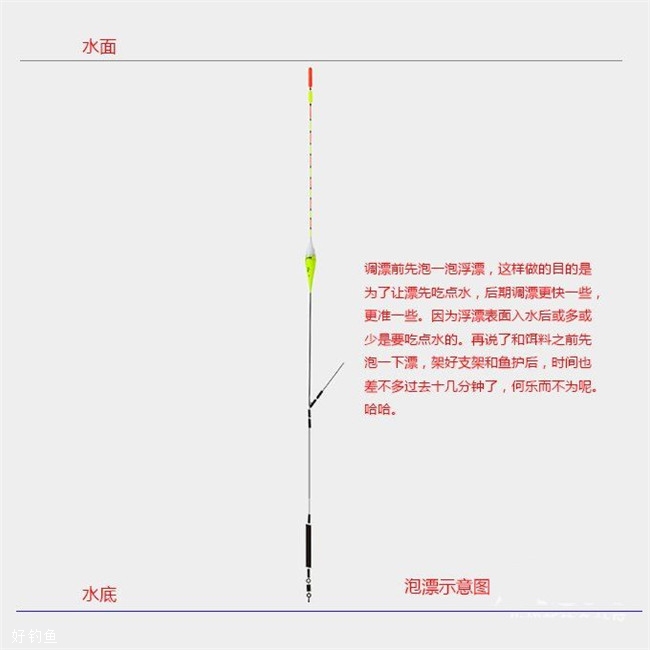 水面
调漂前先泡一泡浮漂，这样做的目的是
为了让漂先吃点水，后期调漂更快一些，
更准一些。因为浮漂表面入水后或多或
少是要吃点水的。再说了和饵料之前先
泡一下漂，架好支架和鱼护后，时间也
差不多过去十几分钟了，何乐而不为呢。
哈哈。
水底
泡漂示意图
好钓鱼